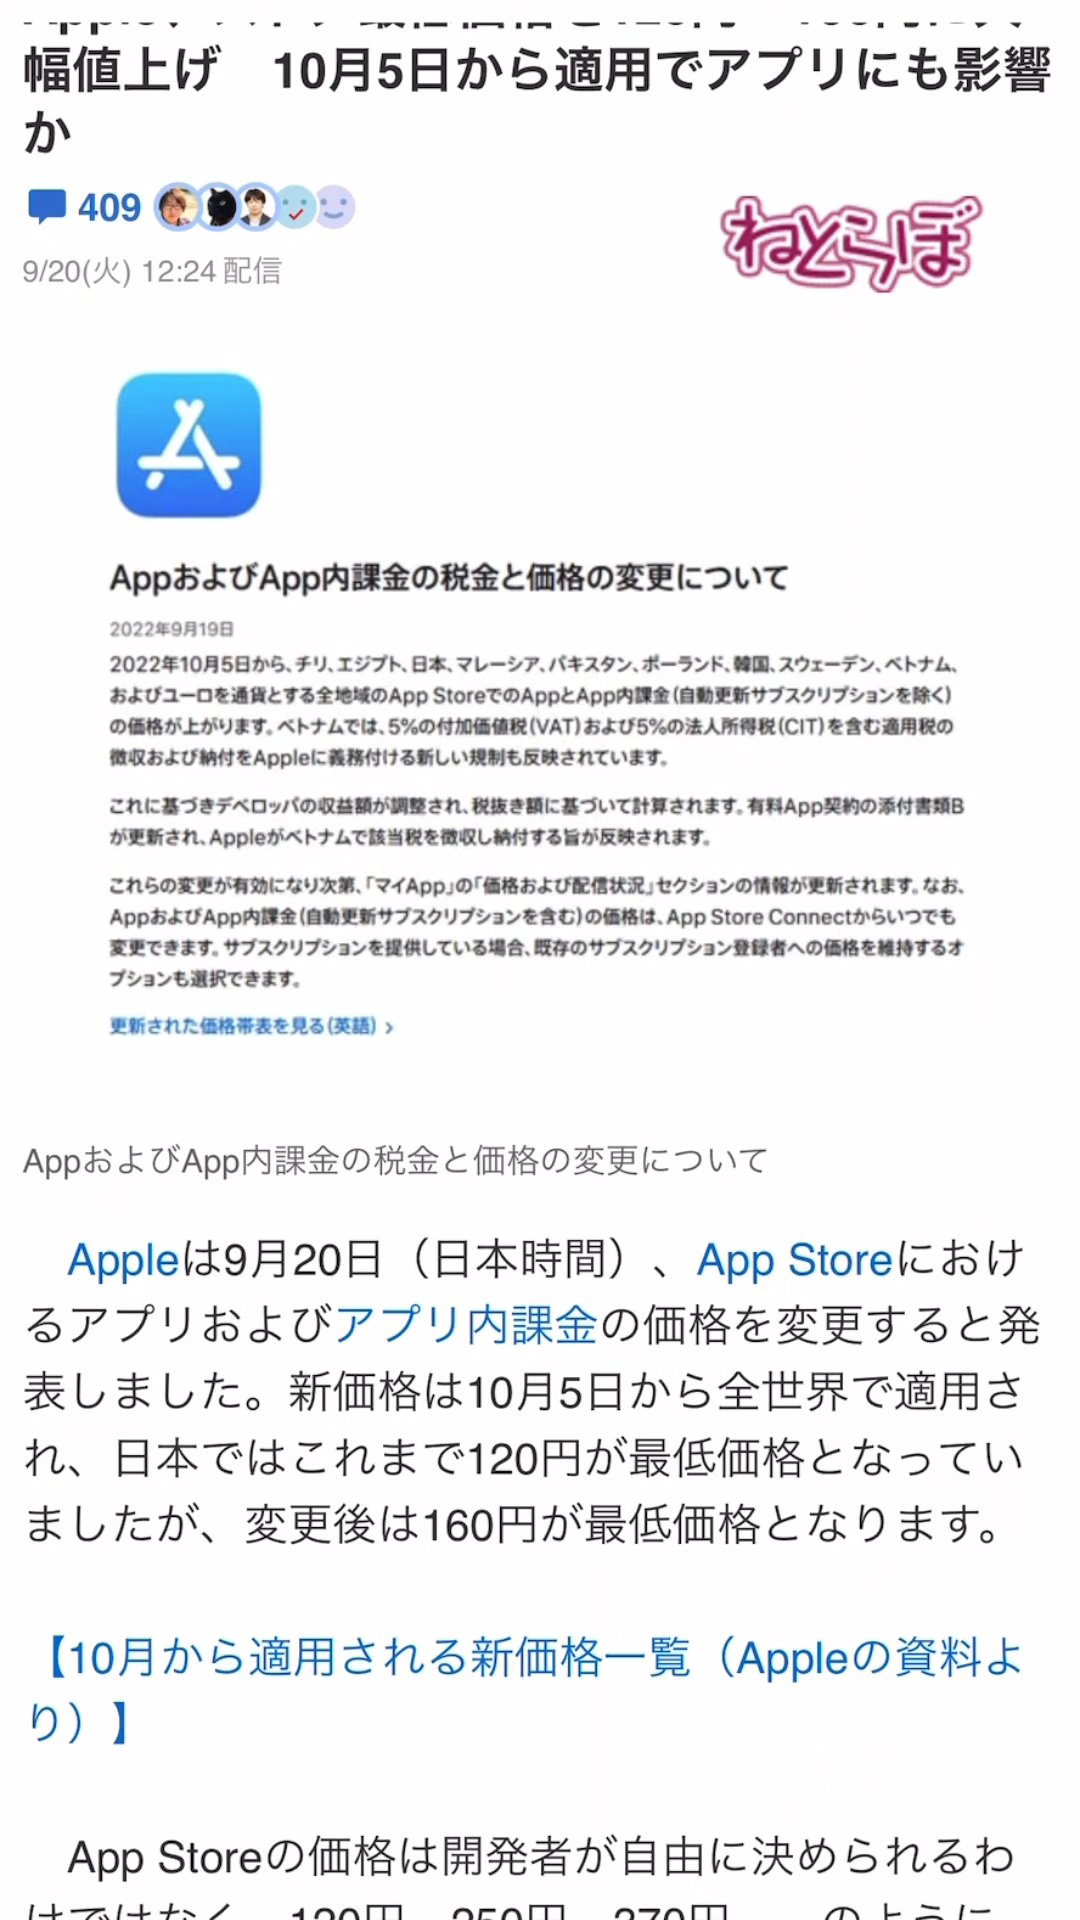 幅値上げ 10月5日から適用でアプリにも影響
か
409
9/20(火) 12:24 配信
ねとらぼ
AppおよびApp内課金の税金と価格の変更について
2022年9月19日
2022年10月5日から、チリ、エジプト、日本、マレーシア、パキスタン、ポーランド、韓国、スウェーデン、ベトナム、
およびユーロを通貨とする全地域のApp StoreでのAppとApp内課金（自動更新サブスクリプションを除く）
の価格が上がります。ベトナムでは、5%の付加価値税（VAT）および5%の法人所得税（CIT）を含む適用税の
徴収および納付をAppleに義務付ける新しい規制も反映されています。
これに基づきデベロッパの収益額が調整され、税抜き額に基づいて計算されます。有料App契約の添付書類B
が更新され、Appleがベトナムで該当税を徴収し納付する旨が反映されます。
これらの変更が有効になり次第、「マイApp」の「価格および配信状況」セクションの情報が更新されます。なお、
AppおよびApp内課金（自動更新サブスクリプションを含む）の価格は、App Store Connectからいつでも
変更できます。サブスクリプションを提供している場合、既存のサブスクリプション登録者への価格を維持するオ
プションも選択できます。
更新された価格帯表を見る（英語） ›
AppおよびApp内課金の税金と価格の変更について
Appleは9月20日（日本時間）、App Storeにおけ
るアプリおよびアプリ内課金の価格を変更すると発
表しました。新価格は10月5日から全世界で適用さ
れ、日本ではこれまで120円が最低価格となってい
ましたが、変更後は160円が最低価格となります。
【10月から適用される新価格一覧（Appleの資料よ
り）】
App Storeの価格は開発者が自由に決められるわ
けではなく、120円、250円、370円……のように